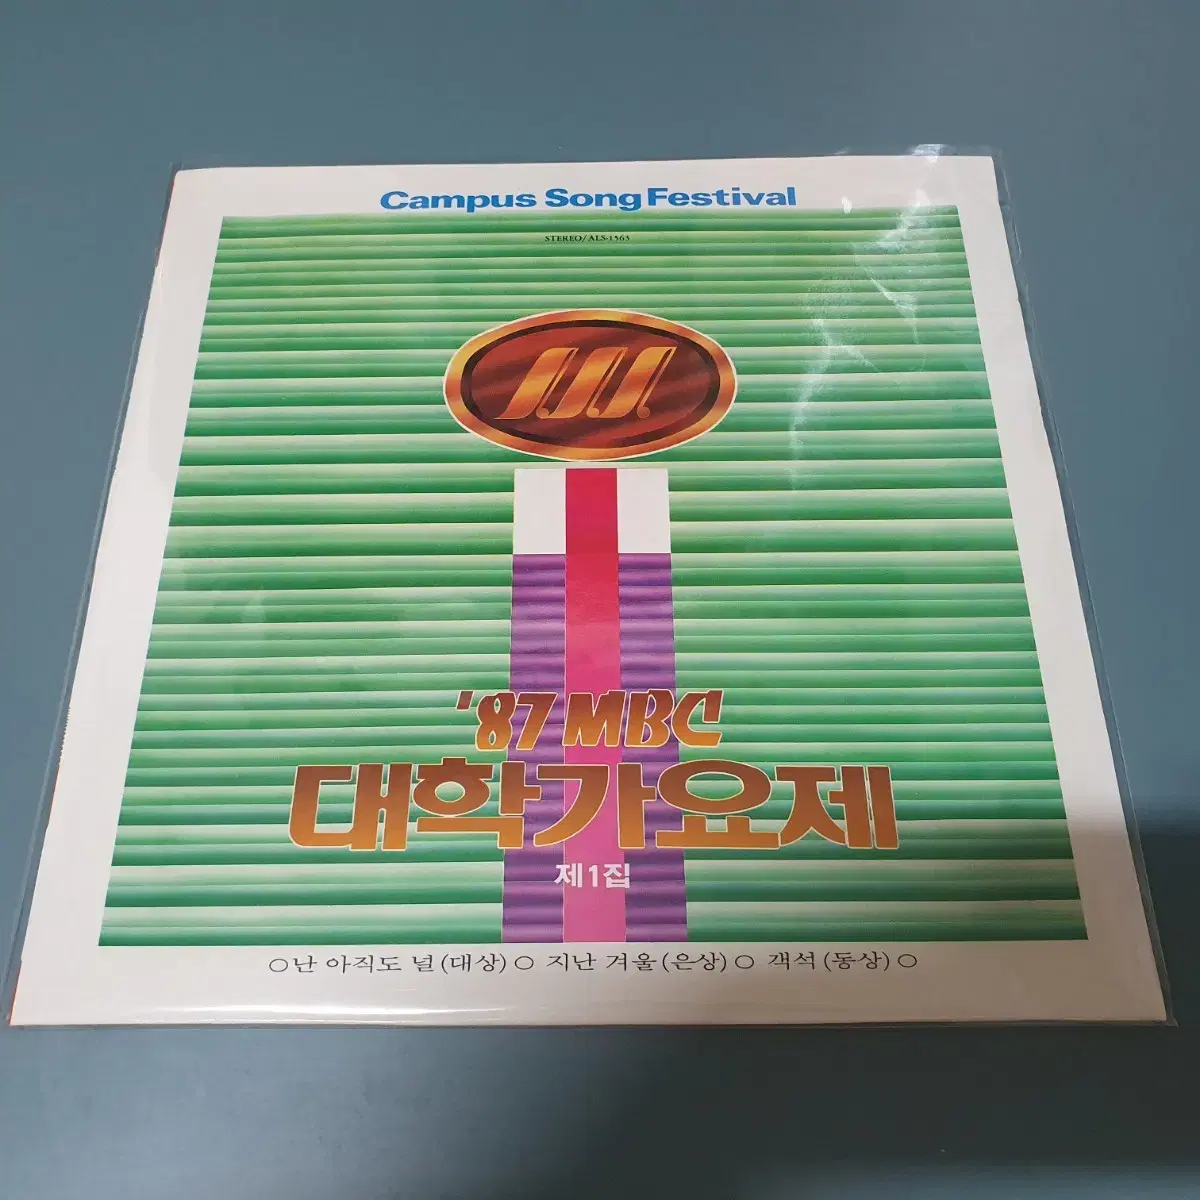 Campus Song Festival
STEREO/ALS-1563
'87 MBC
대학가요제
제1집
○난 아직도 널(대상)○ 지난 겨울(은상)○ 객석(동상)○